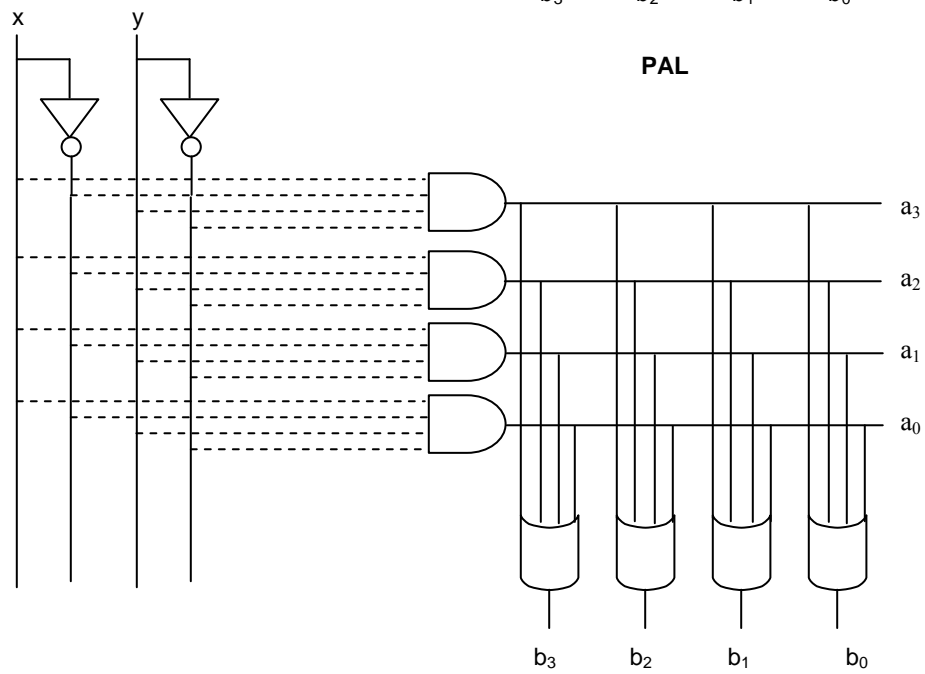 b₃ b₂ b₁ b₀
x y
PAL
a₃
a₂
a₁
a₀
b₃ b₂ b₁ b₀